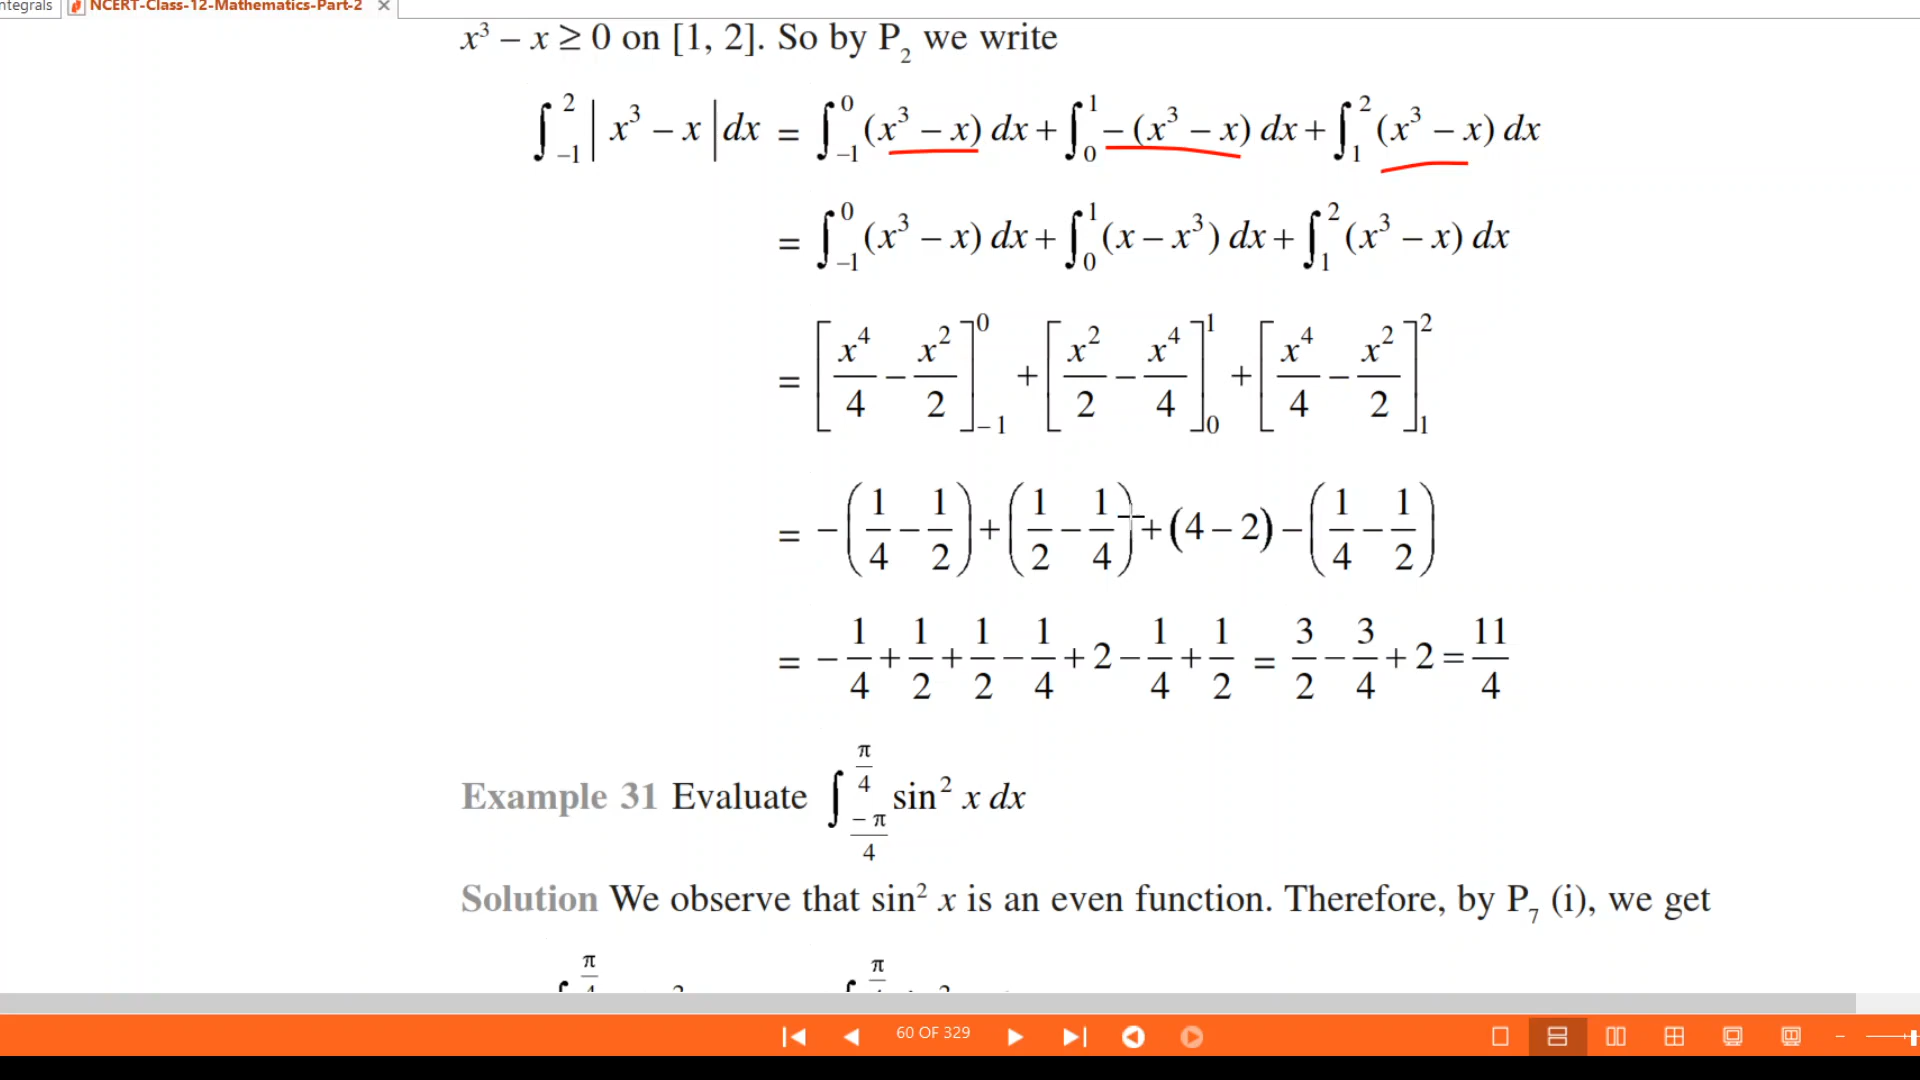 ntegrals NCERT-Class-12-Mathematics-Part-2 ×
x³ – x ≥ 0 on [1, 2]. So by P₂ we write
∫₋₁² | x³ – x | dx = ∫₋₁⁰ (x³ – x) dx + ∫₀¹ – (x³ – x) dx + ∫₁² (x³ – x) dx
= ∫₋₁⁰ (x³ – x) dx + ∫₀¹ (x – x³) dx + ∫₁² (x³ – x) dx
= [x⁴/4 – x²/2]₋₁⁰ + [x²/2 – x⁴/4]₀¹ + [x⁴/4 – x²/2]₁²
= –(1/4 – 1/2) + (1/2 – 1/4) + (4 – 2) – (1/4 – 1/2)
= – 1/4 + 1/2 + 1/2 – 1/4 + 2 – 1/4 + 1/2 = 3/2 – 3/4 + 2 = 11/4
Example 31 Evaluate ∫_{–π/4}^{π/4} sin² x dx
Solution We observe that sin² x is an even function. Therefore, by P₇ (i), we get
π π
60 OF 329